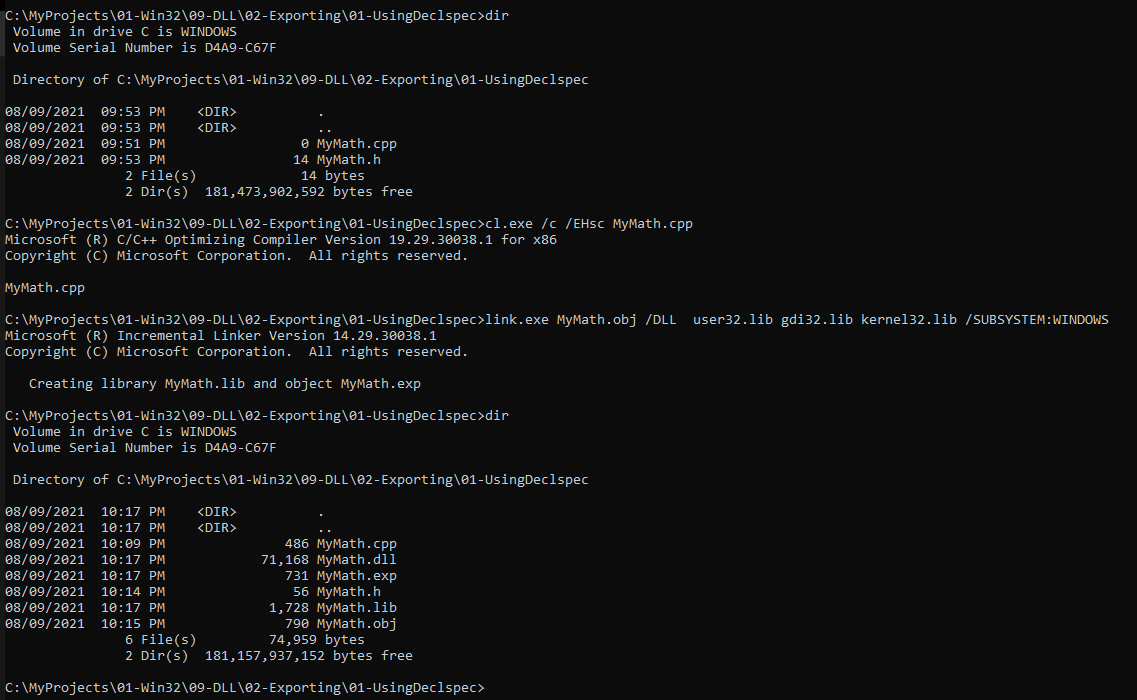 C:\MyProjects\01-Win32\09-DLL\02-Exporting\01-UsingDeclspec>dir
 Volume in drive C is WINDOWS
 Volume Serial Number is D4A9-C67F

 Directory of C:\MyProjects\01-Win32\09-DLL\02-Exporting\01-UsingDeclspec

08/09/2021  09:53 PM    <DIR>          .
08/09/2021  09:53 PM    <DIR>          ..
08/09/2021  09:51 PM                 0 MyMath.cpp
08/09/2021  09:53 PM                14 MyMath.h
               2 File(s)             14 bytes
               2 Dir(s)  181,473,902,592 bytes free

C:\MyProjects\01-Win32\09-DLL\02-Exporting\01-UsingDeclspec>cl.exe /c /EHsc MyMath.cpp
Microsoft (R) C/C++ Optimizing Compiler Version 19.29.30038.1 for x86
Copyright (C) Microsoft Corporation.  All rights reserved.

MyMath.cpp

C:\MyProjects\01-Win32\09-DLL\02-Exporting\01-UsingDeclspec>link.exe MyMath.obj /DLL  user32.lib gdi32.lib kernel32.lib /SUBSYSTEM:WINDOWS
Microsoft (R) Incremental Linker Version 14.29.30038.1
Copyright (C) Microsoft Corporation.  All rights reserved.

   Creating library MyMath.lib and object MyMath.exp

C:\MyProjects\01-Win32\09-DLL\02-Exporting\01-UsingDeclspec>dir
 Volume in drive C is WINDOWS
 Volume Serial Number is D4A9-C67F

 Directory of C:\MyProjects\01-Win32\09-DLL\02-Exporting\01-UsingDeclspec

08/09/2021  10:17 PM    <DIR>          .
08/09/2021  10:17 PM    <DIR>          ..
08/09/2021  10:09 PM               486 MyMath.cpp
08/09/2021  10:17 PM            71,168 MyMath.dll
08/09/2021  10:17 PM               731 MyMath.exp
08/09/2021  10:14 PM                56 MyMath.h
08/09/2021  10:17 PM             1,728 MyMath.lib
08/09/2021  10:15 PM               790 MyMath.obj
               6 File(s)         74,959 bytes
               2 Dir(s)  181,157,937,152 bytes free

C:\MyProjects\01-Win32\09-DLL\02-Exporting\01-UsingDeclspec>